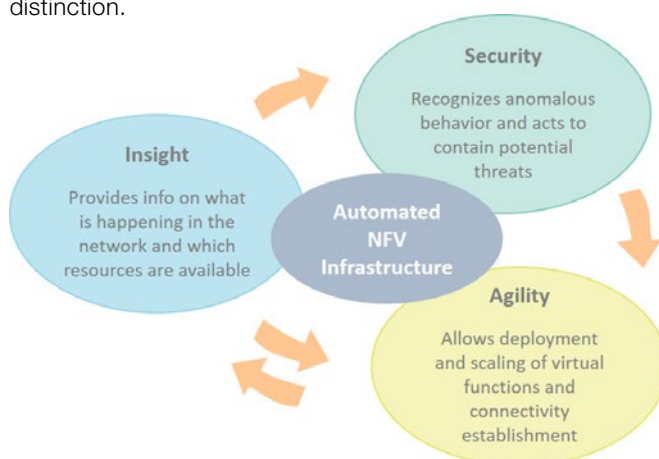 distinction.
Security
Recognizes anomalous
behavior and acts to
contain potential
threats
Insight
Provides info on what
is happening in the
network and which
resources are available
Automated
NFV
Infrastructure
Agility
Allows deployment
and scaling of virtual
functions and
connectivity
establishment